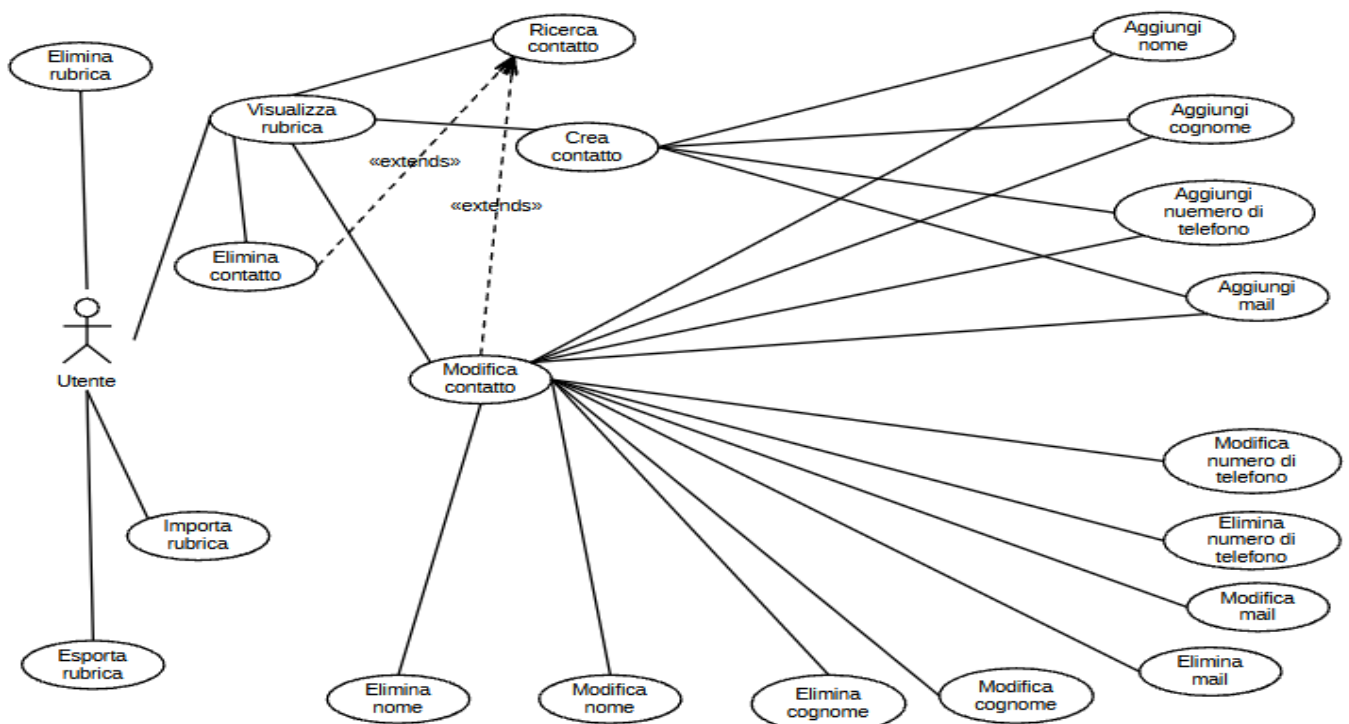 Ricerca
contatto
Aggiungi
nome
Elimina
rubrica
Visualizza
rubrica
Crea
contatto
Aggiungi
cognome
«extends»
«extends»
Aggiungi
nuemero di
telefono
Elimina
contatto
Aggiungi
mail
Utente
Modifica
contatto
Modifica
numero di
telefono
Importa
rubrica
Elimina
numero di
telefono
Modifica
mail
Esporta
rubrica
Elimina
nome
Modifica
nome
Elimina
cognome
Modifica
cognome
Elimina
mail